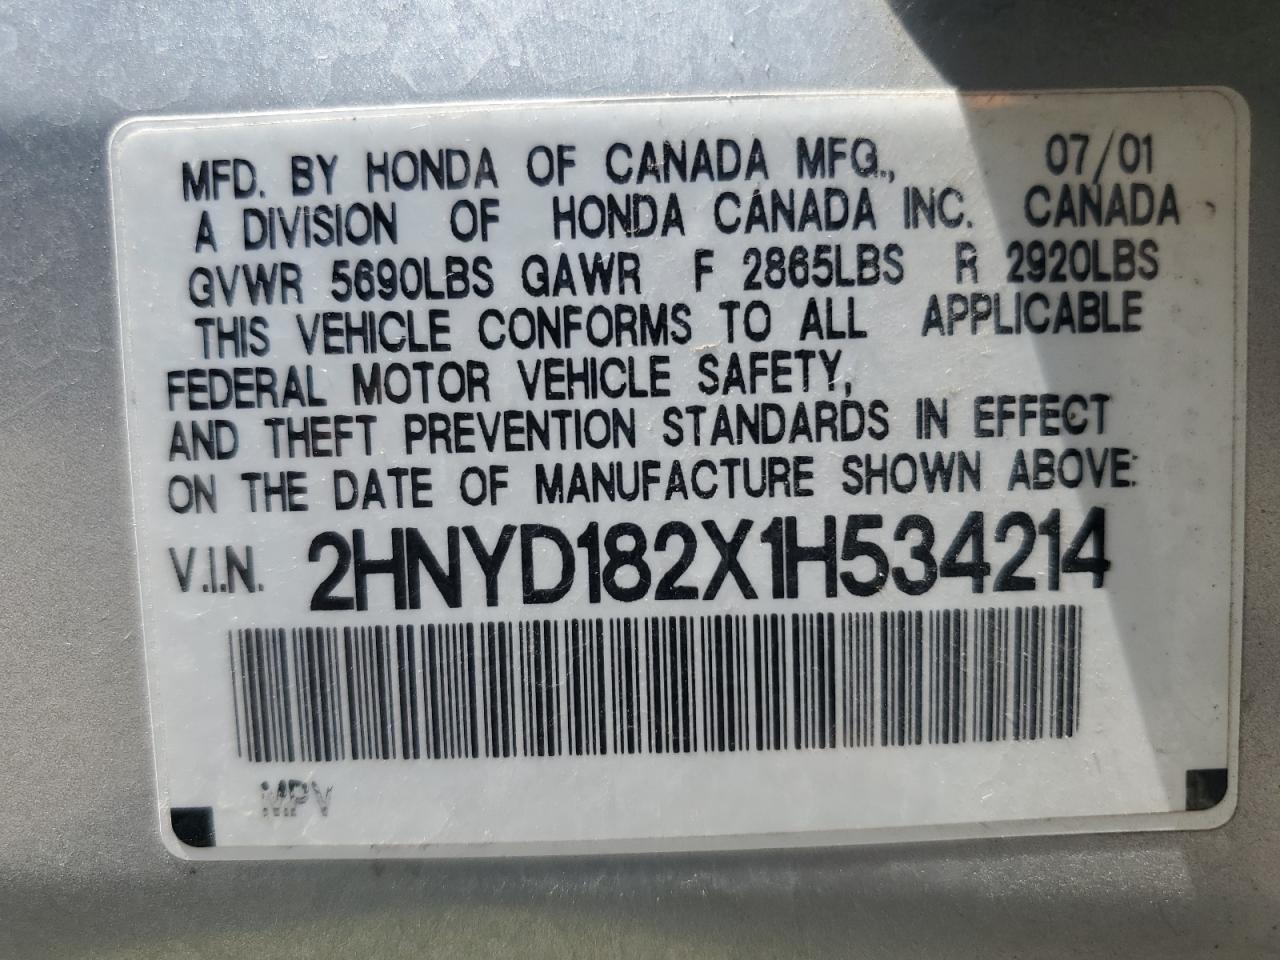 MFD. BY HONDA OF CANADA MFG., 07/01
A DIVISION OF HONDA CANADA INC. CANADA
GVWR 5690LBS GAWR F 2865LBS R 2920LBS
THIS VEHICLE CONFORMS TO ALL APPLICABLE
FEDERAL MOTOR VEHICLE SAFETY,
AND THEFT PREVENTION STANDARDS IN EFFECT
ON THE DATE OF MANUFACTURE SHOWN ABOVE:
V.I.N. 2HNYD182X1H534214
MPV